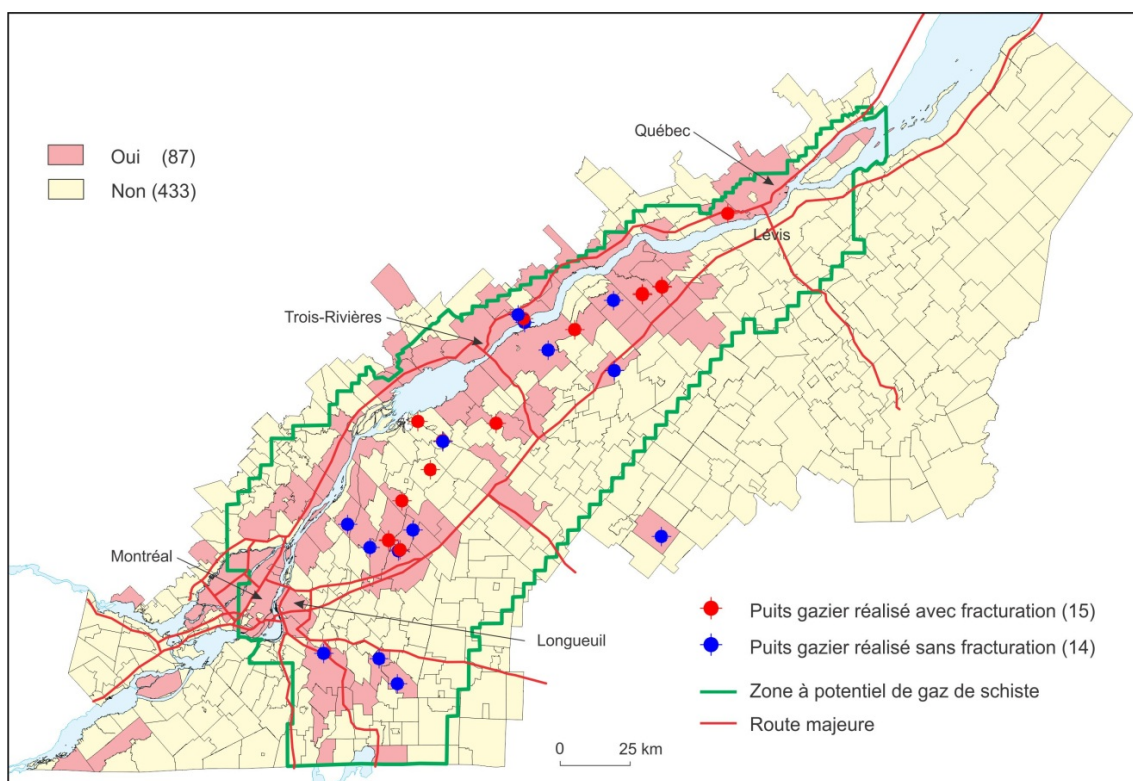 Québec
Oui (87)
Non (433)
Lévis
Trois-Rivières
Montréal
Longueuil
Puits gazier réalisé avec fracturation (15)
Puits gazier réalisé sans fracturation (14)
Zone à potentiel de gaz de schiste
Route majeure
0 25 km